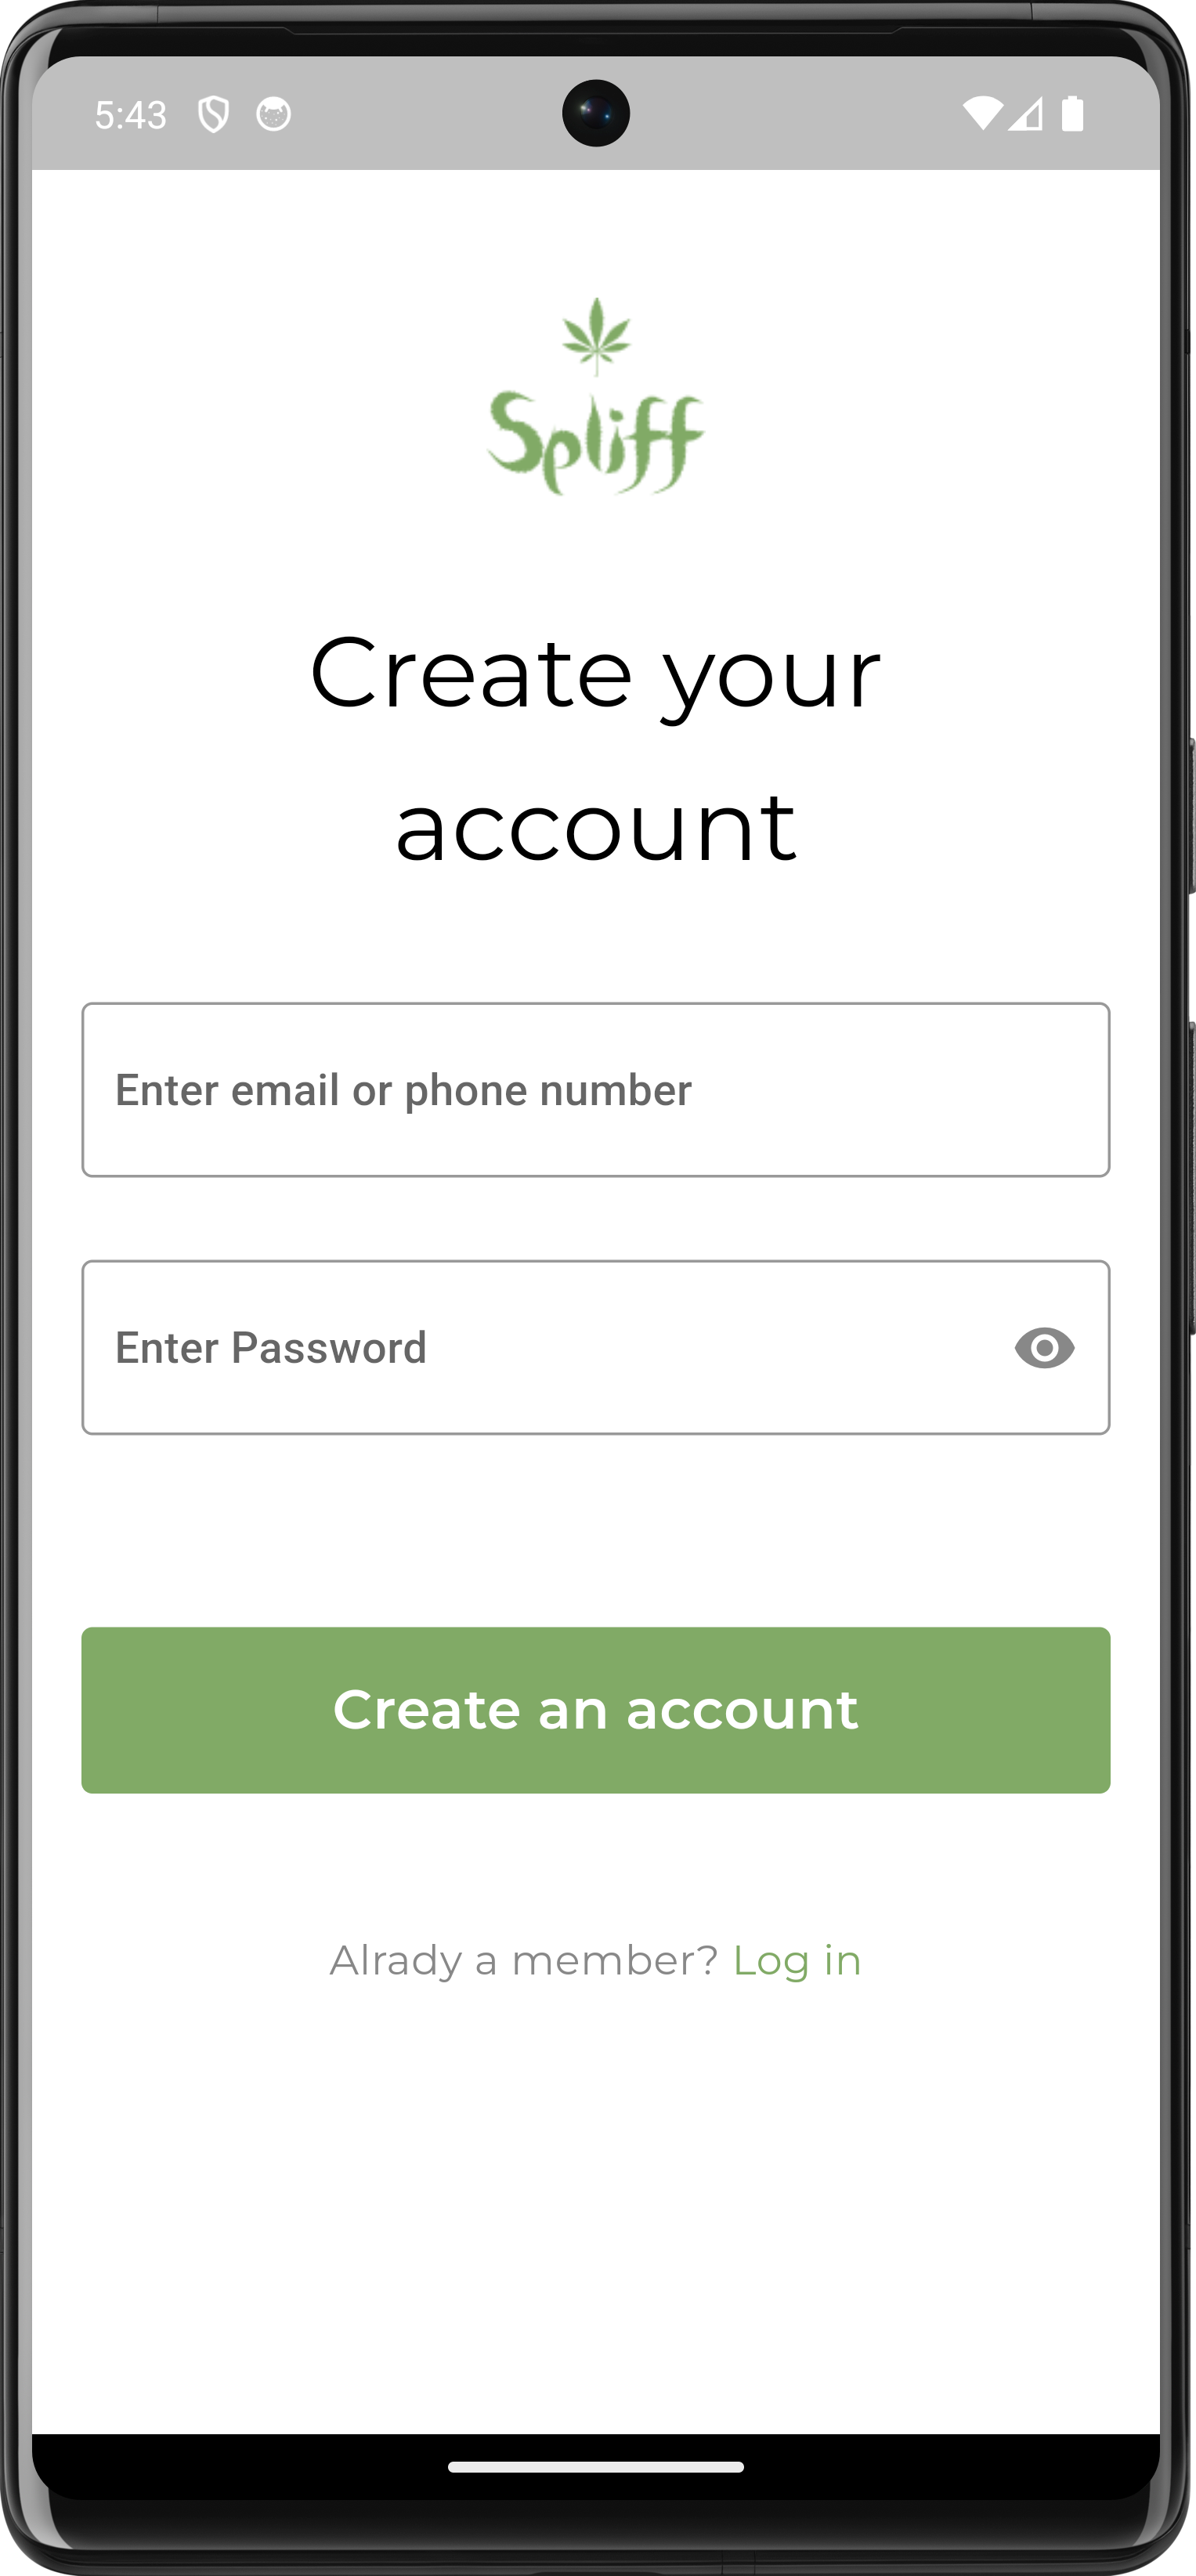 5:43
Spliff
Create your
account
Enter email or phone number
Enter Password
Create an account
Alrady a member? Log in